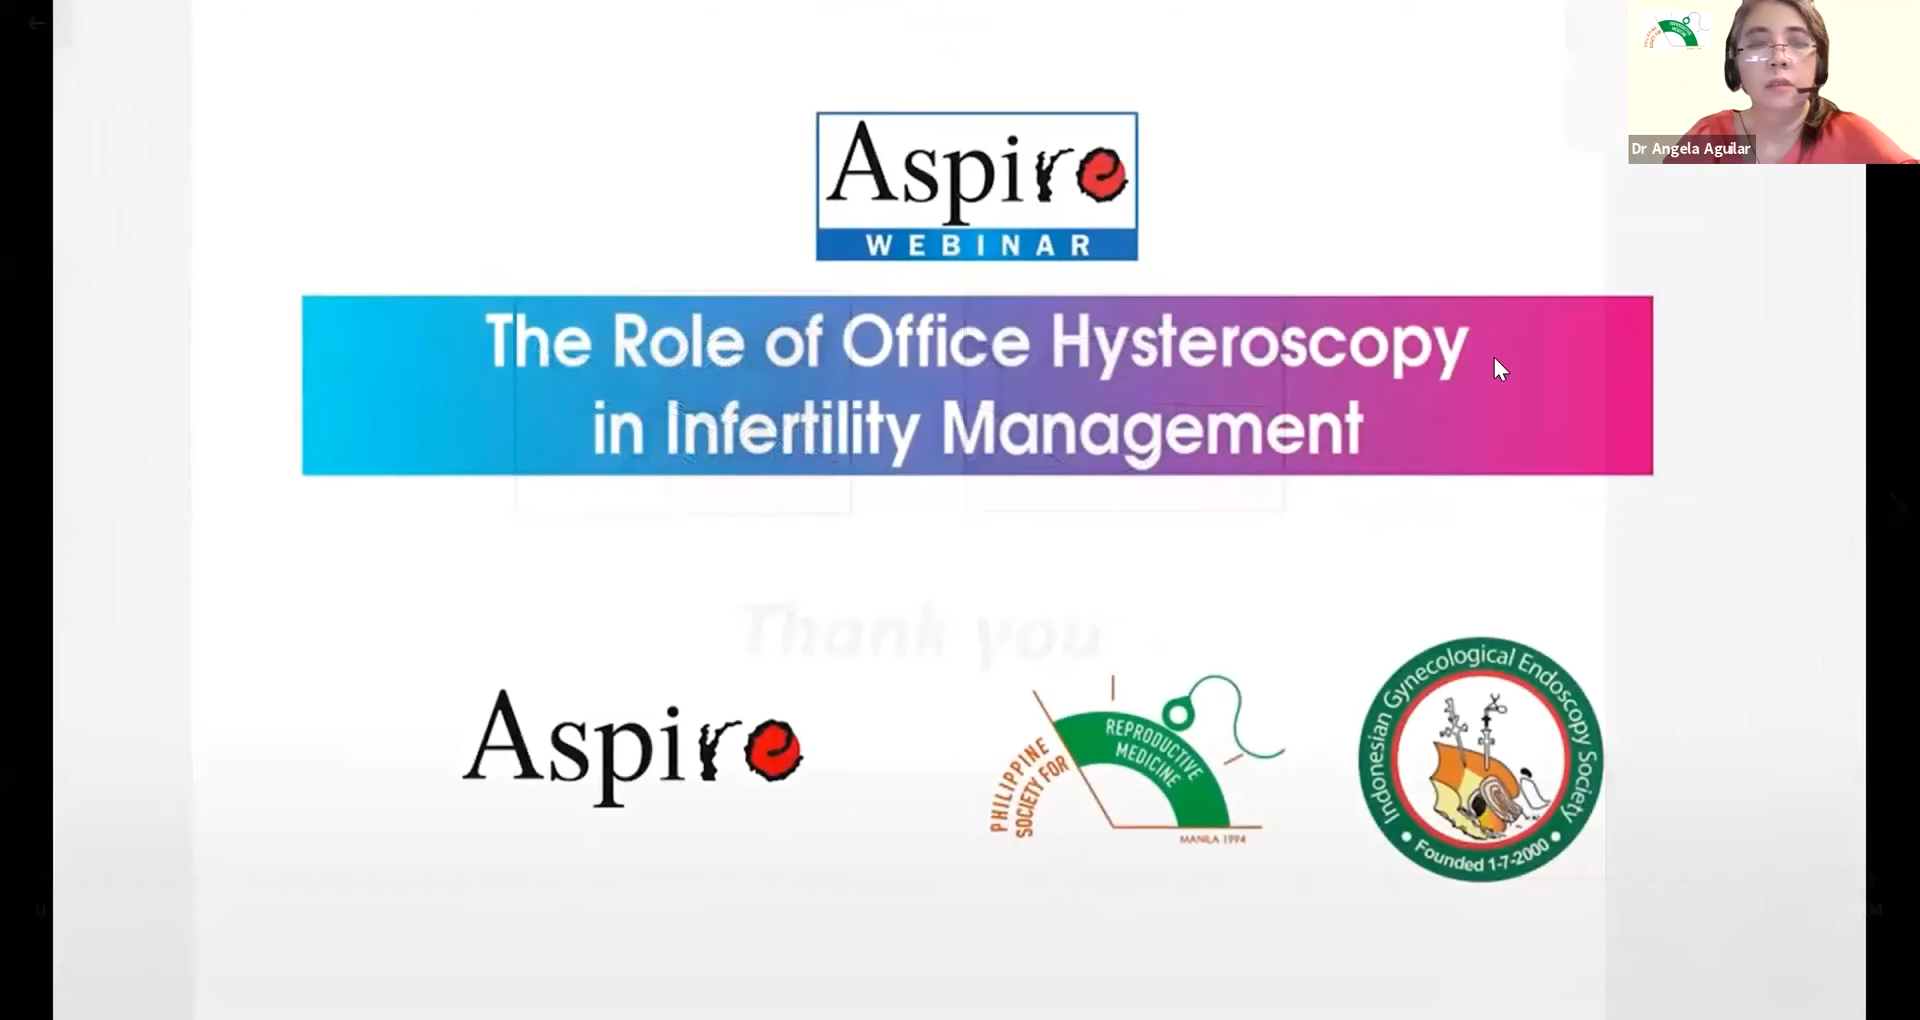 Dr Angela Aguilar
Aspire
WEBINAR
The Role of Office Hysteroscopy
in Infertility Management
Thank you
Aspire
PHILIPPINE
SOCIETY FOR
REPRODUCTIVE
MEDICINE
MANILA 1994
Indonesian Gynecological Endoscopy Society
• Founded 1-7-2000 •